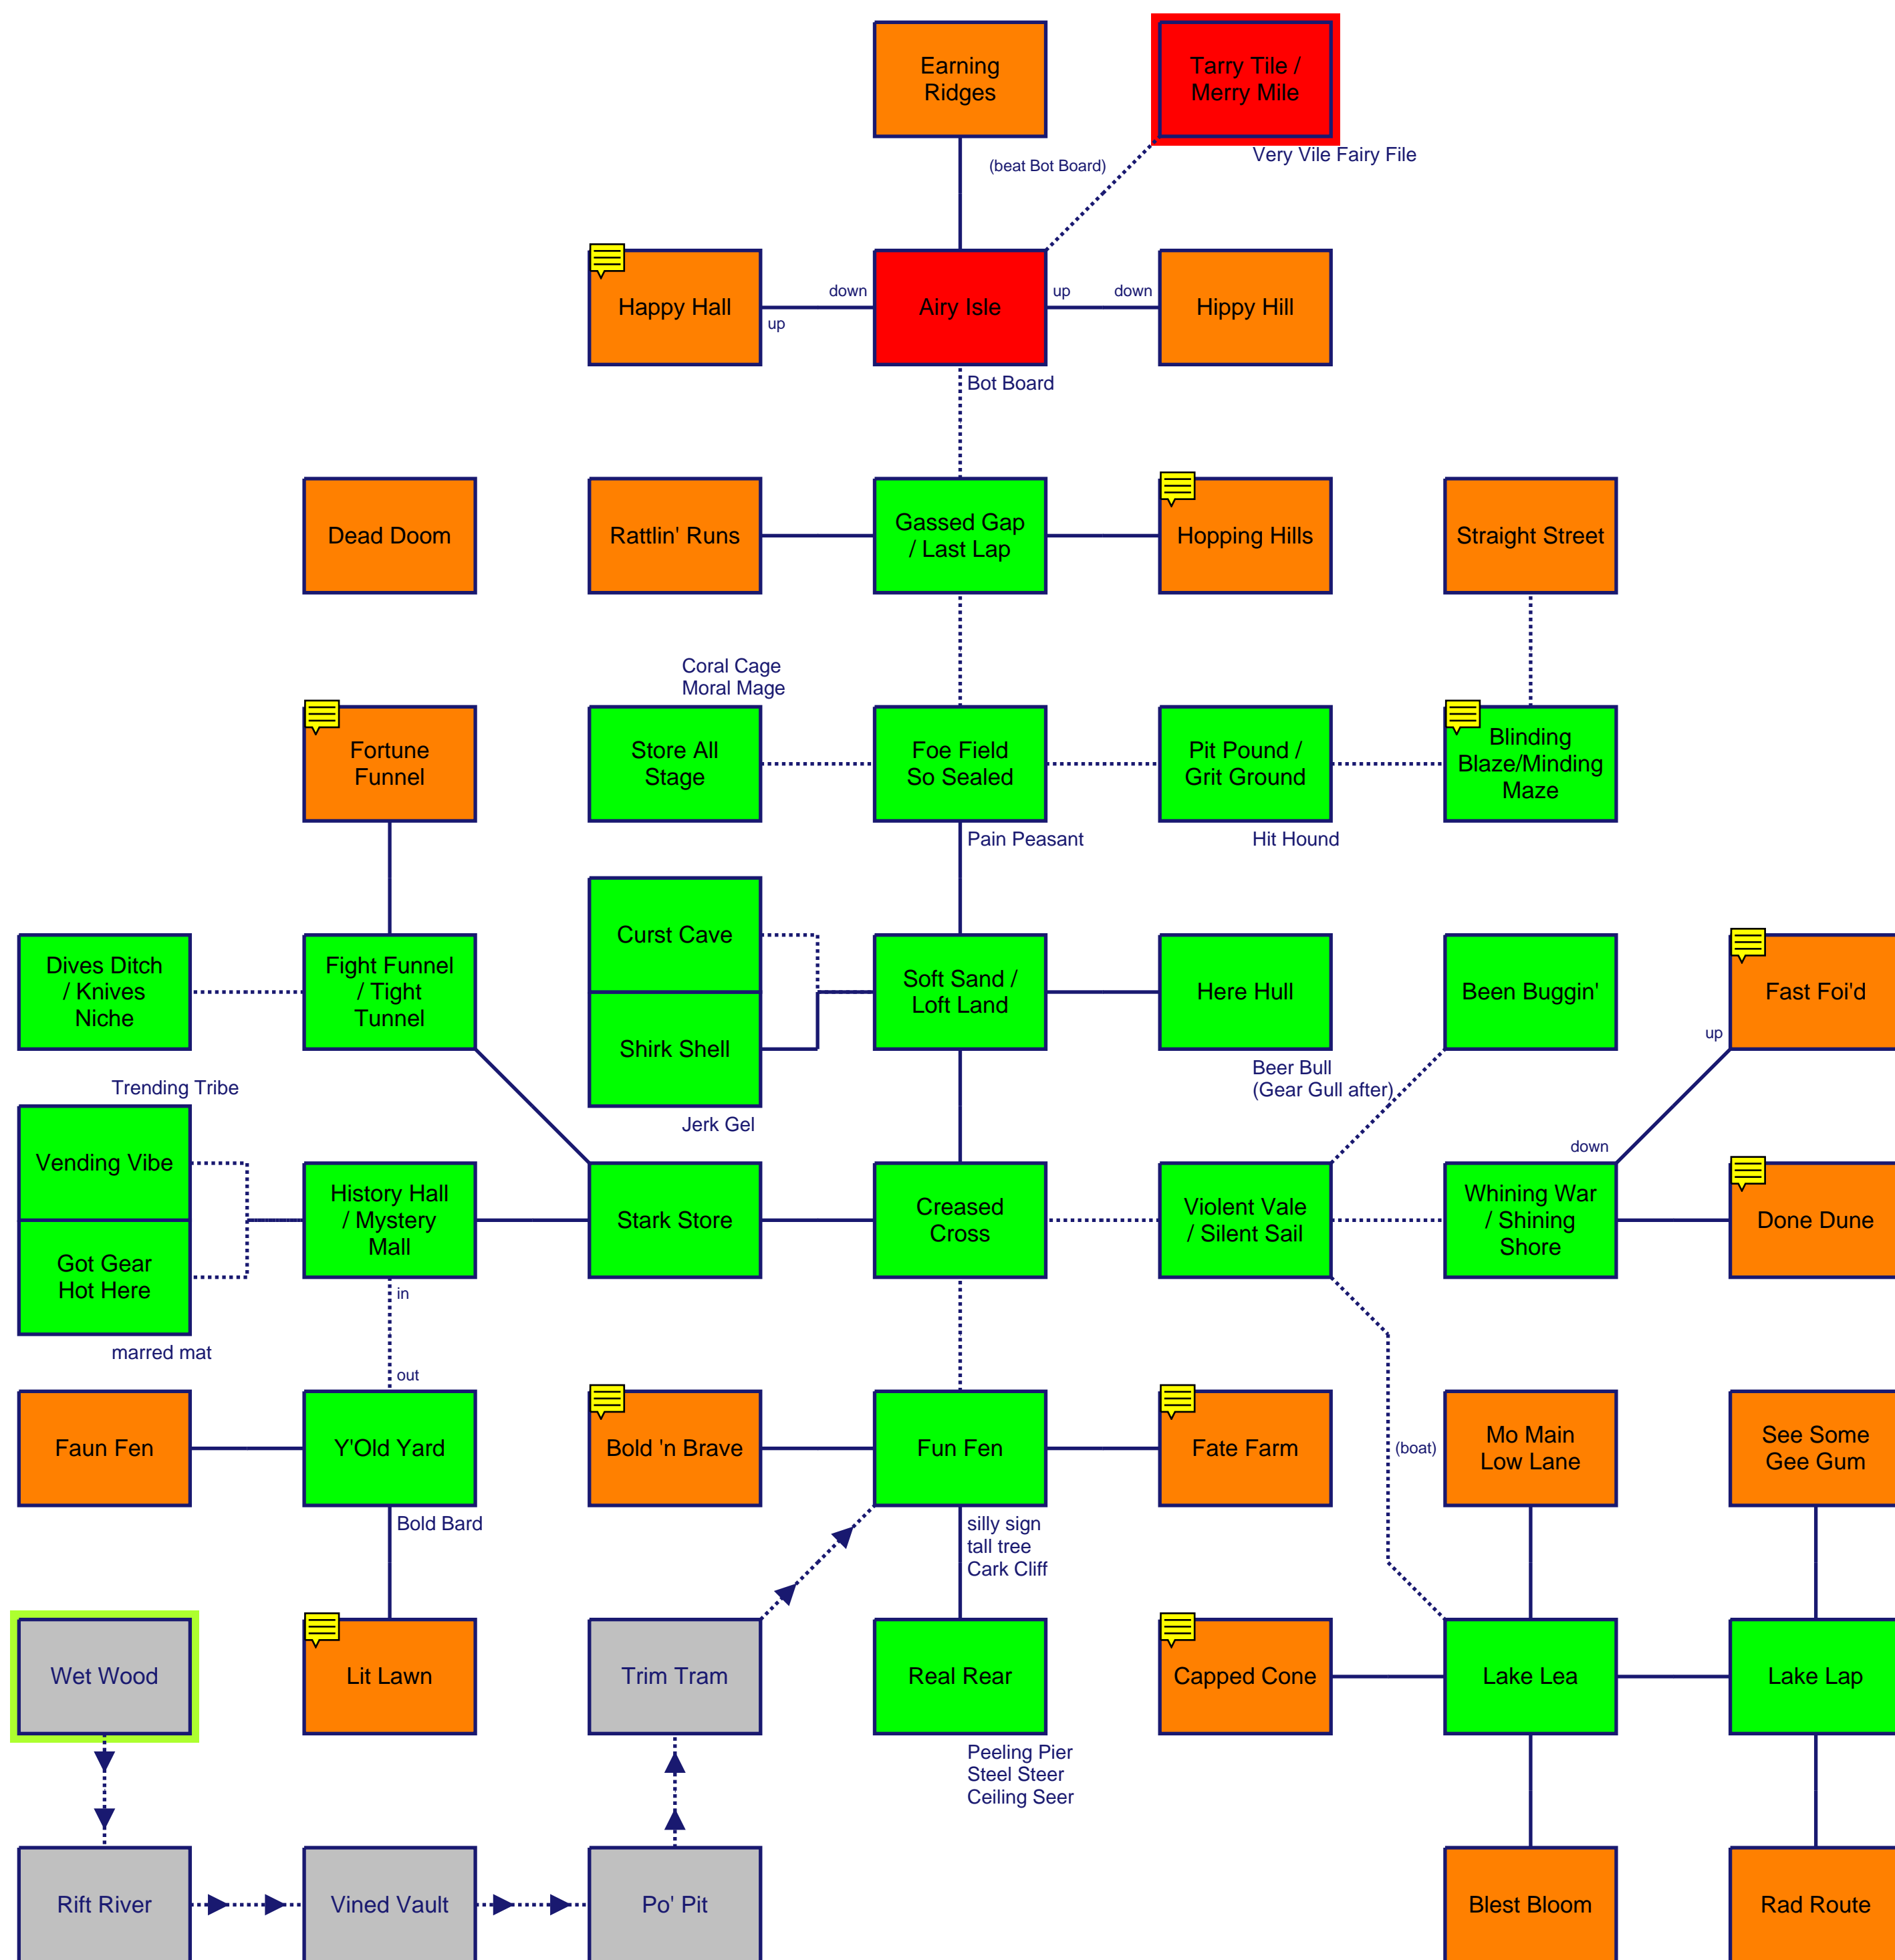 Earning
Ridges
Tarry Tile /
Merry Mile
(beat Bot Board)
Very Vile Fairy File
Happy Hall
down
up
Airy Isle
up
down
Hippy Hill
Bot Board
Dead Doom
Rattlin' Runs
Gassed Gap
/ Last Lap
Hopping Hills
Straight Street
Coral Cage
Moral Mage
Fortune
Funnel
Store All
Stage
Foe Field
So Sealed
Pit Pound /
Grit Ground
Blinding
Blaze/Minding
Maze
Pain Peasant
Hit Hound
Curst Cave
Dives Ditch
/ Knives
Niche
Fight Funnel
/ Tight
Tunnel
Soft Sand /
Loft Land
Here Hull
Been Buggin'
Fast Foi'd
up
Shirk Shell
Beer Bull
(Gear Gull after)
Trending Tribe
Jerk Gel
down
Vending Vibe
History Hall
/ Mystery
Mall
Stark Store
Creased
Cross
Violent Vale
/ Silent Sail
Whining War
/ Shining
Shore
Done Dune
Got Gear
Hot Here
in
marred mat
out
Faun Fen
Y'Old Yard
Bold 'n Brave
Fun Fen
Fate Farm
(boat)
Mo Main
Low Lane
See Some
Gee Gum
Bold Bard
silly sign
tall tree
Cark Cliff
Wet Wood
Lit Lawn
Trim Tram
Real Rear
Capped Cone
Lake Lea
Lake Lap
Peeling Pier
Steel Steer
Ceiling Seer
Rift River
Vined Vault
Po' Pit
Blest Bloom
Rad Route